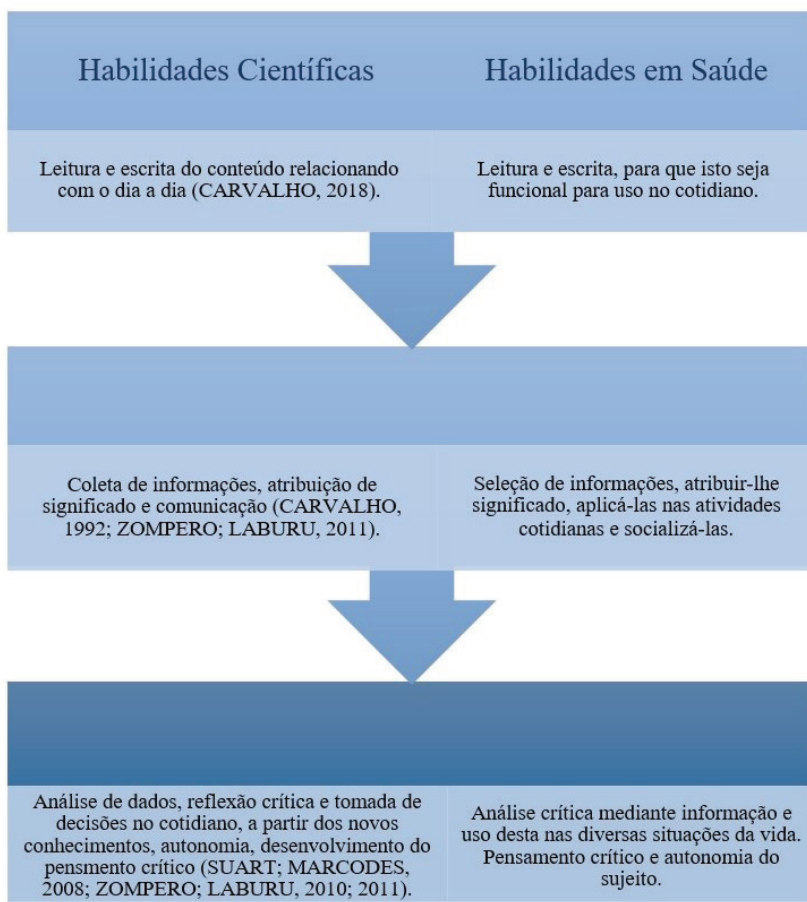 Habilidades Científicas
Habilidades em Saúde
Leitura e escrita do conteúdo relacionando
com o dia a dia (CARVALHO, 2018).
Leitura e escrita, para que isto seja
funcional para uso no cotidiano.
Coleta de informações, atribuição de
significado e comunicação (CARVALHO,
1992; ZOMPERO; LABURU, 2011).
Seleção de informações, atribuir-lhe
significado, aplicá-las nas atividades
cotidianas e socializá-las.
Análise de dados, reflexão crítica e tomada de
decisões no cotidiano, a partir dos novos
conhecimentos, autonomia, desenvolvimento do
pensmento crítico (SUART; MARCODES,
2008; ZOMPERO; LABURU, 2010; 2011).
Análise crítica mediante informação e
uso desta nas diversas situações da vida.
Pensamento crítico e autonomia do
sujeito.